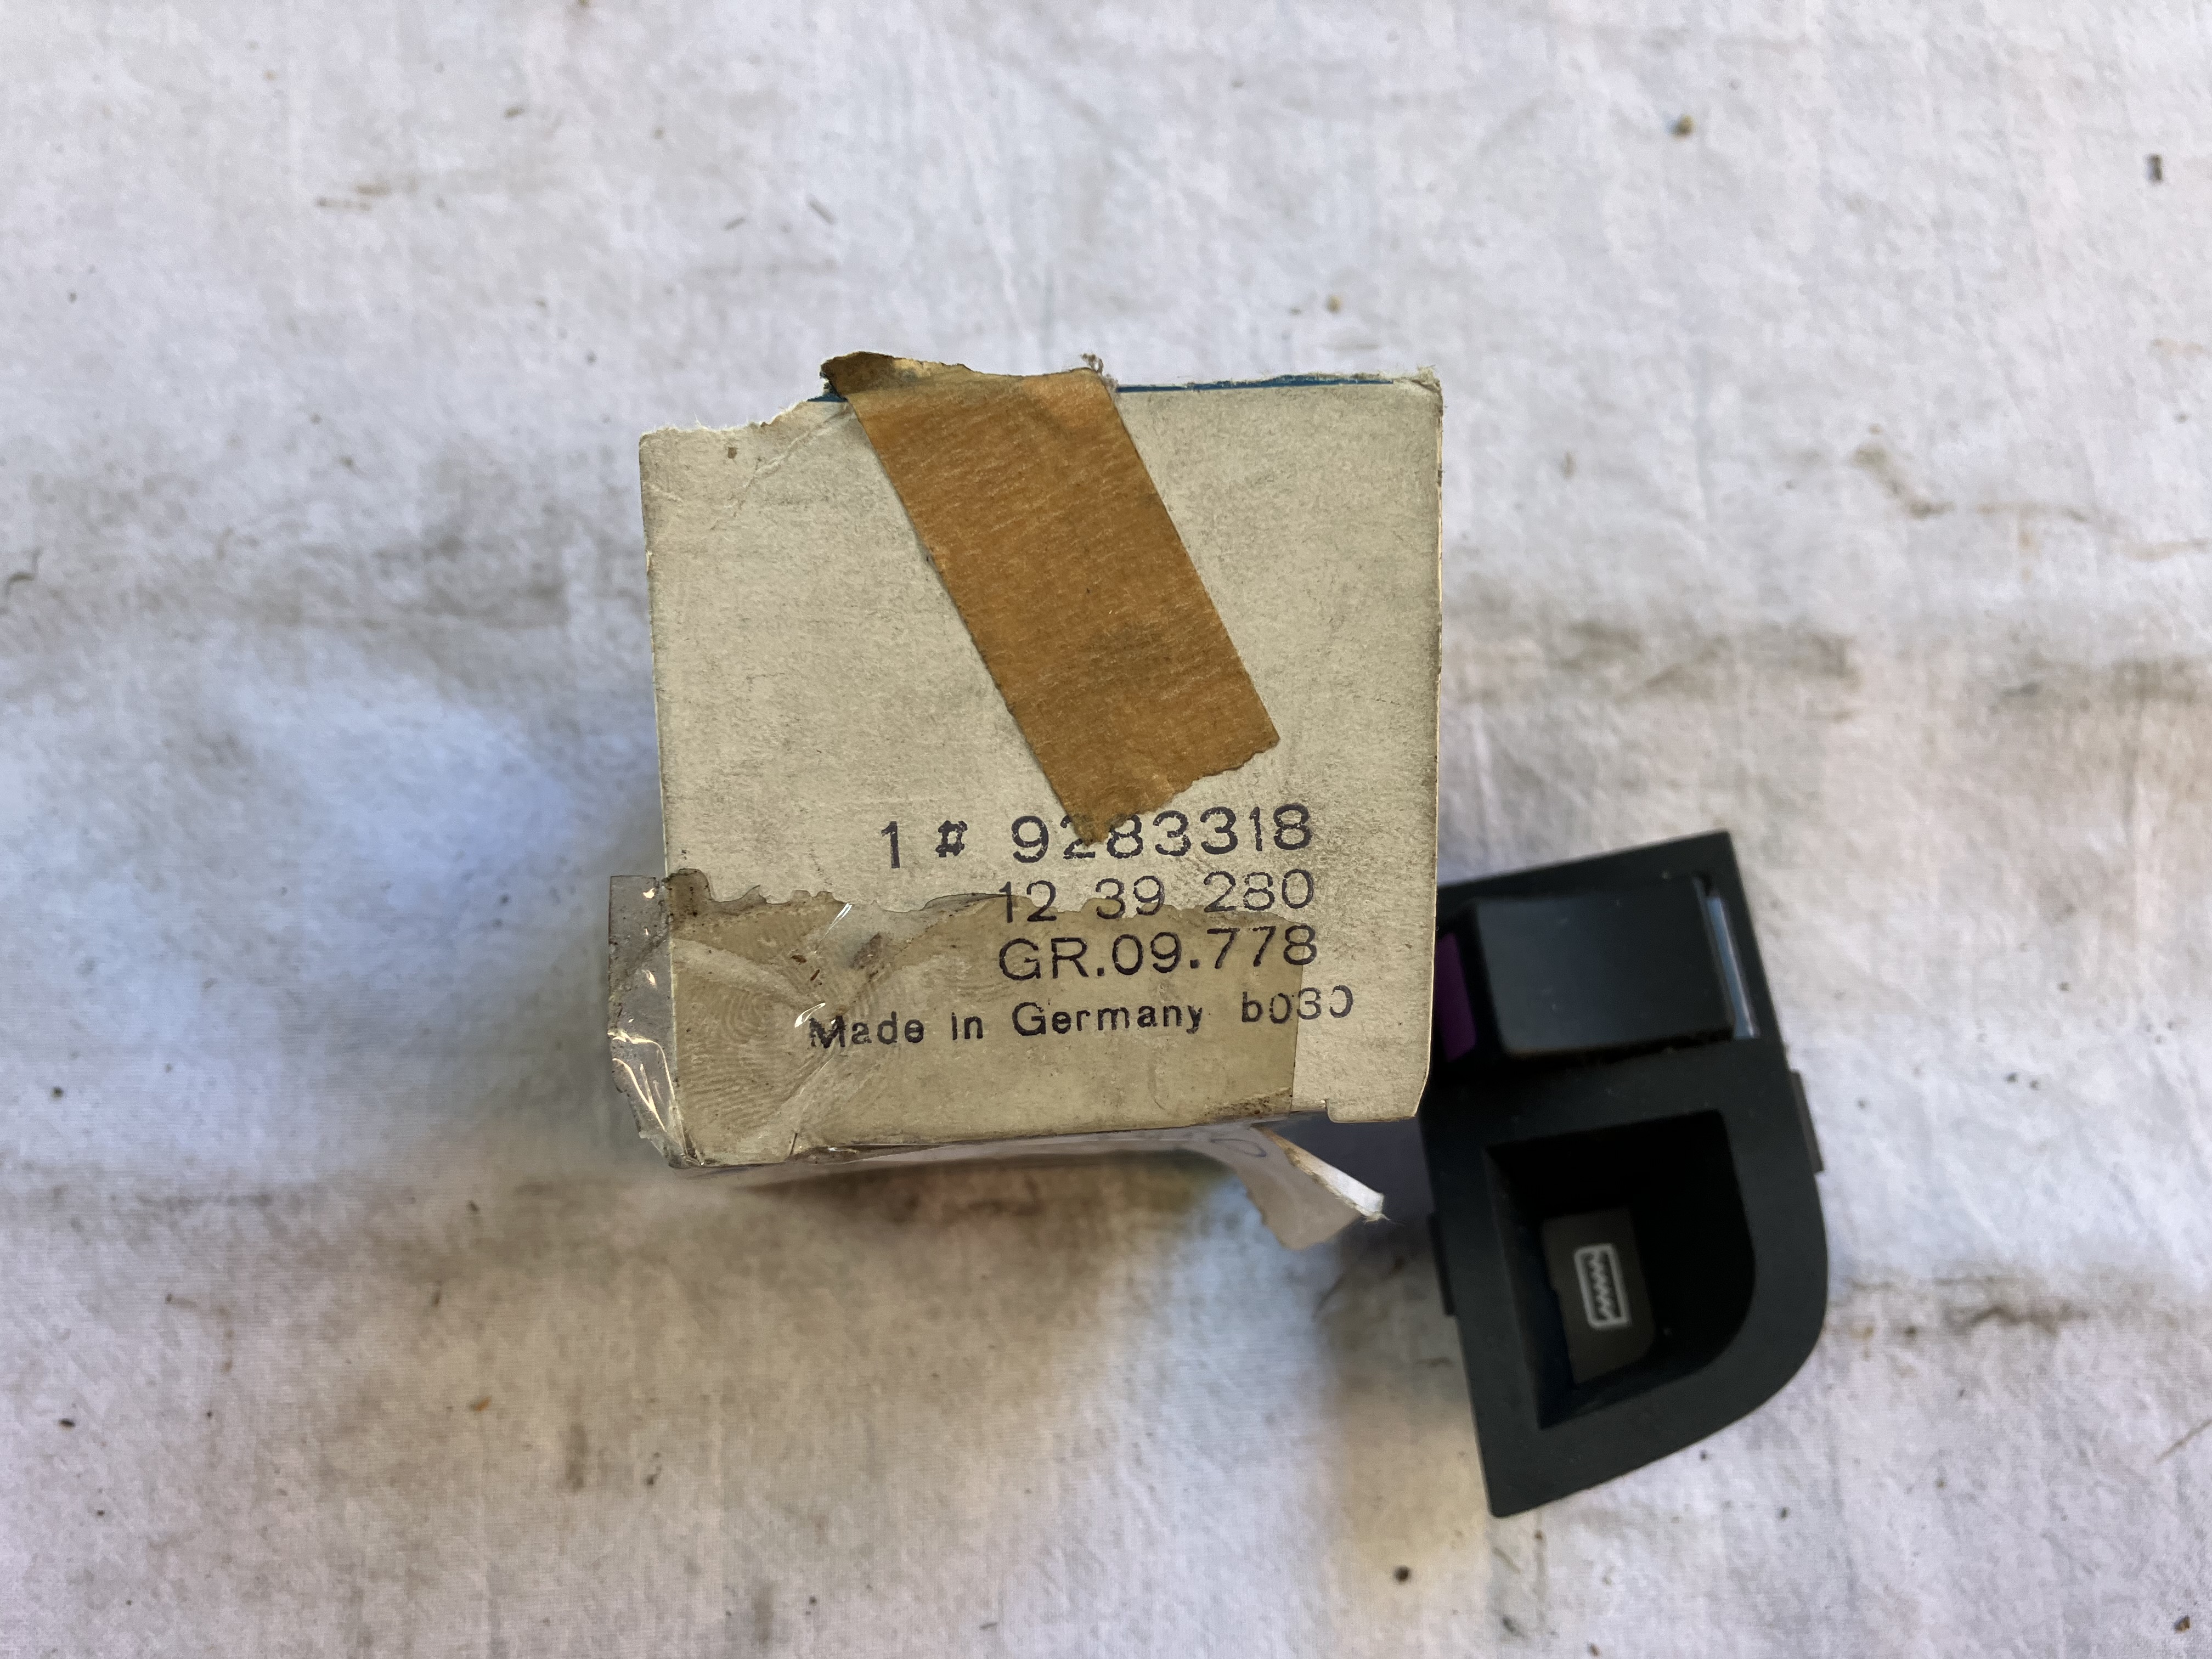 1 # 9283318
12 39 280
GR.09.778
Made in Germany b030